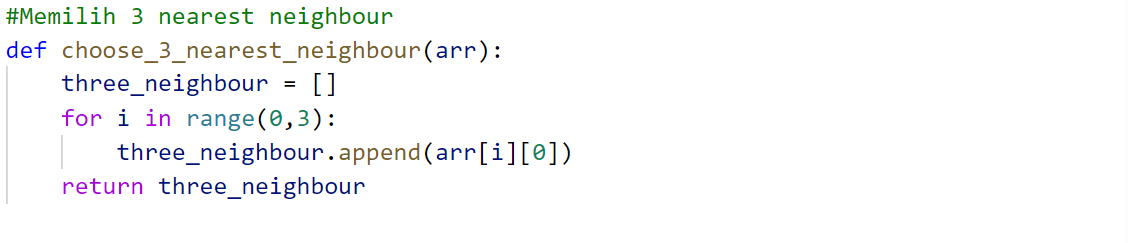 #Memilih 3 nearest neighbour
def choose_3_nearest_neighbour(arr):
    three_neighbour = []
    for i in range(0,3):
        three_neighbour.append(arr[i][0])
    return three_neighbour